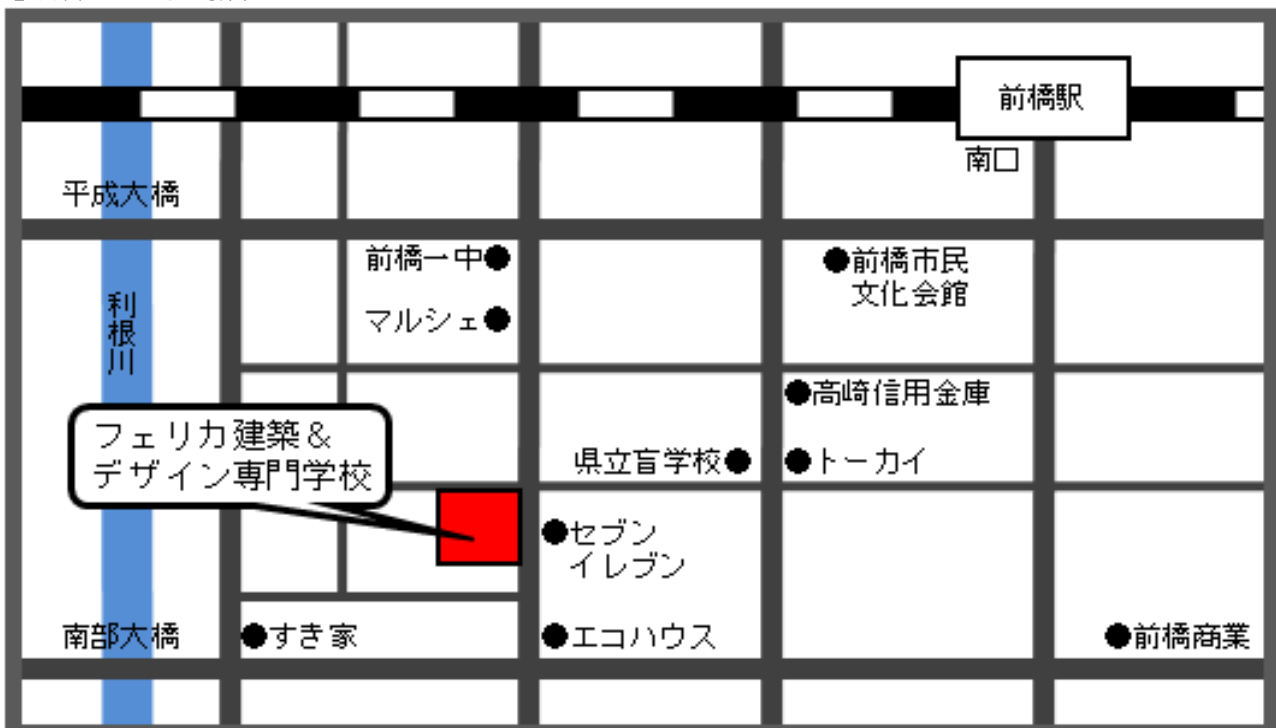 前橋駅
南口
平成大橋
前橋一中●
●前橋市民
文化会館
利根川
マルシェ●
●高崎信用金庫
フェリカ建築&
デザイン専門学校
県立盲学校●
●トーカイ
●セブン
イレブン
南部大橋
●すき家
●エコハウス
●前橋商業